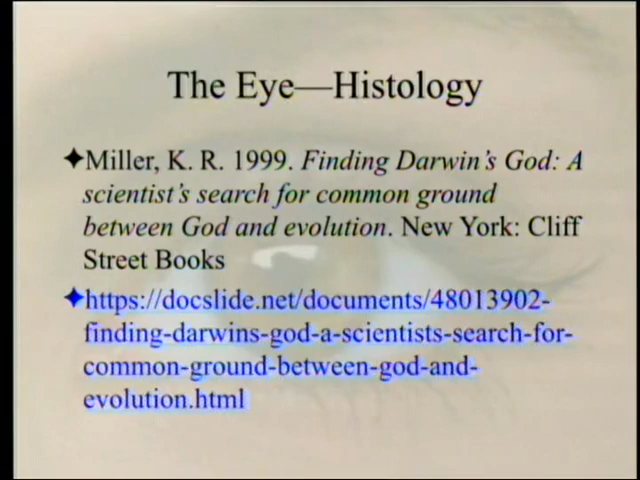 The Eye—Histology
✦Miller, K. R. 1999. Finding Darwin's God: A
scientist's search for common ground
between God and evolution. New York: Cliff
Street Books
✦https://docslide.net/documents/48013902-
finding-darwins-god-a-scientists-search-for-
common-ground-between-god-and-
evolution.html